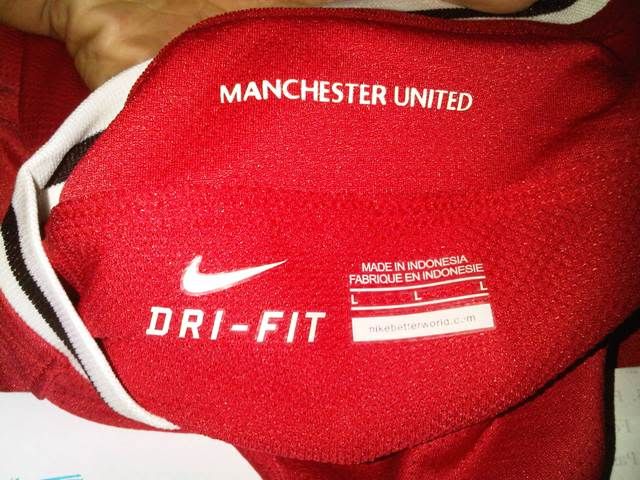 MANCHESTER UNITED
DRI-FIT
MADE IN INDONESIA
FABRIQUE EN INDONESIE
L L L
nikebetterworld.com